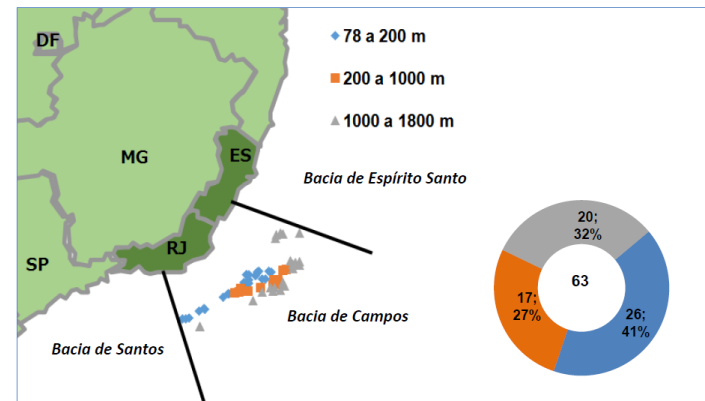 DF
78 a 200 m
200 a 1000 m
1000 a 1800 m
MG
ES
Bacia de Espírito Santo
RJ
SP
Bacia de Campos
Bacia de Santos
20;
32%
63
17;
27%
26;
41%